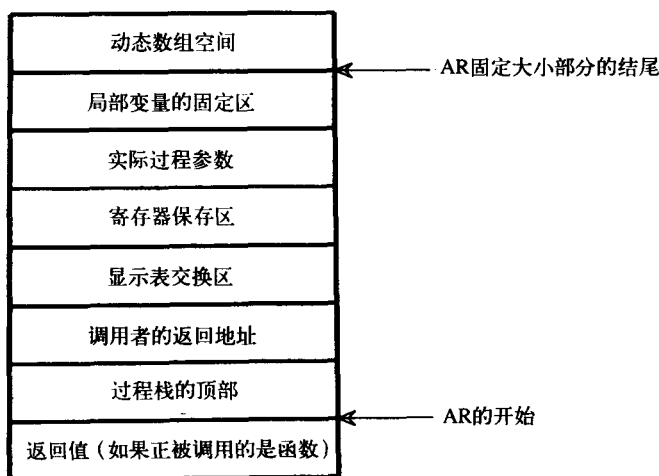 动态数组空间
AR固定大小部分的结尾
局部变量的固定区
实际过程参数
寄存器保存区
显示表交换区
调用者的返回地址
过程栈的顶部
AR的开始
返回值（如果正被调用的是函数）